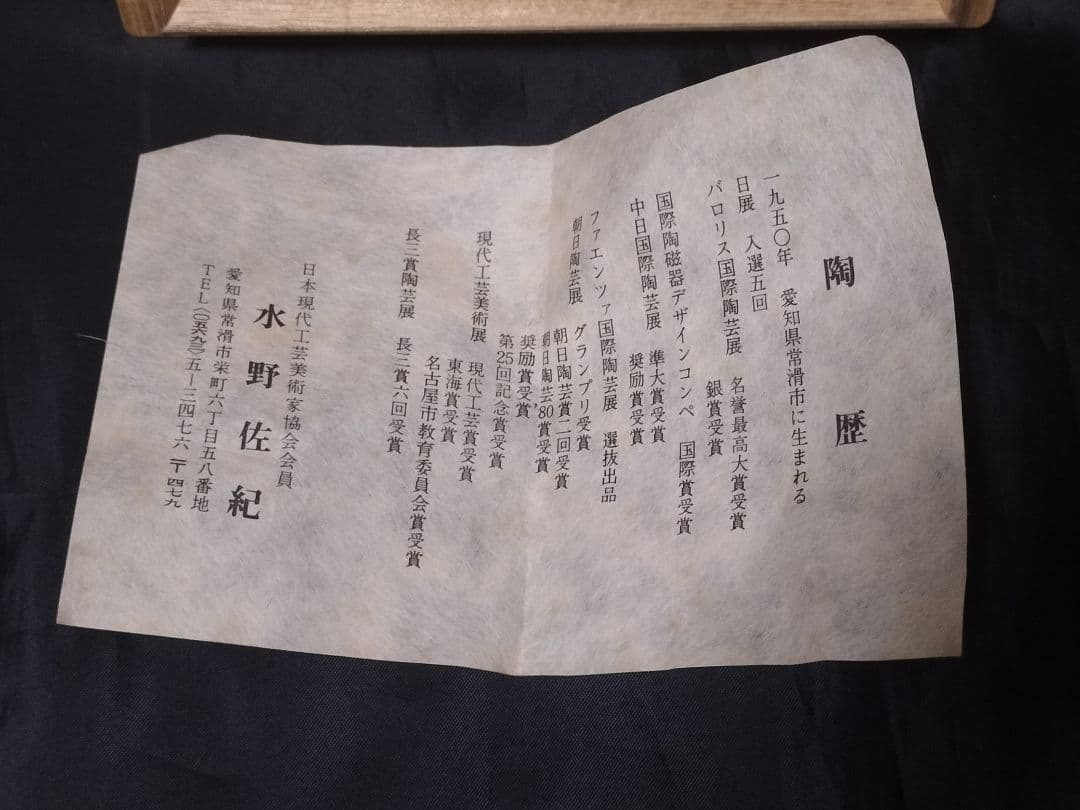 陶歴
一九五〇年 愛知県常滑市に生まれる
日展 入選五回
バロリス国際陶芸展 名誉最高大賞受賞
銀賞受賞
国際陶磁器デザインコンペ 国際賞受賞
準大賞受賞
中日国際陶芸展 奨励賞受賞
ファエンツァ国際陶芸展 選抜出品
朝日陶芸展 グランプリ受賞
朝日陶芸賞二回受賞
朝日陶芸'80賞受賞
奨励賞受賞
第25回記念賞受賞
現代工芸美術展 現代工芸賞受賞
東海賞受賞
名古屋市教育委員会賞受賞
長三賞陶芸展 長三賞六回受賞
日本現代工芸美術家協会会員
水野佐紀
愛知県常滑市栄町六丁目五八番地
TEL〈〇五六九三〉五-三四七六 〒四七九